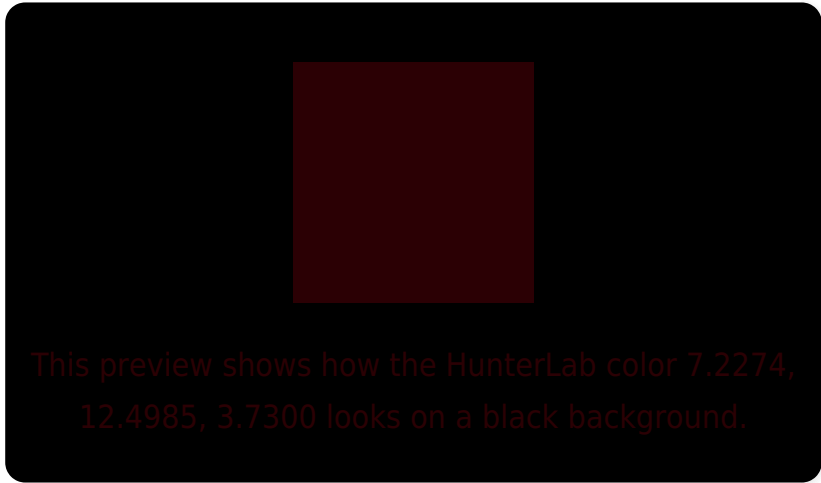 This preview shows how the HunterLab color 7.2274,
12.4985, 3.7300 looks on a black background.